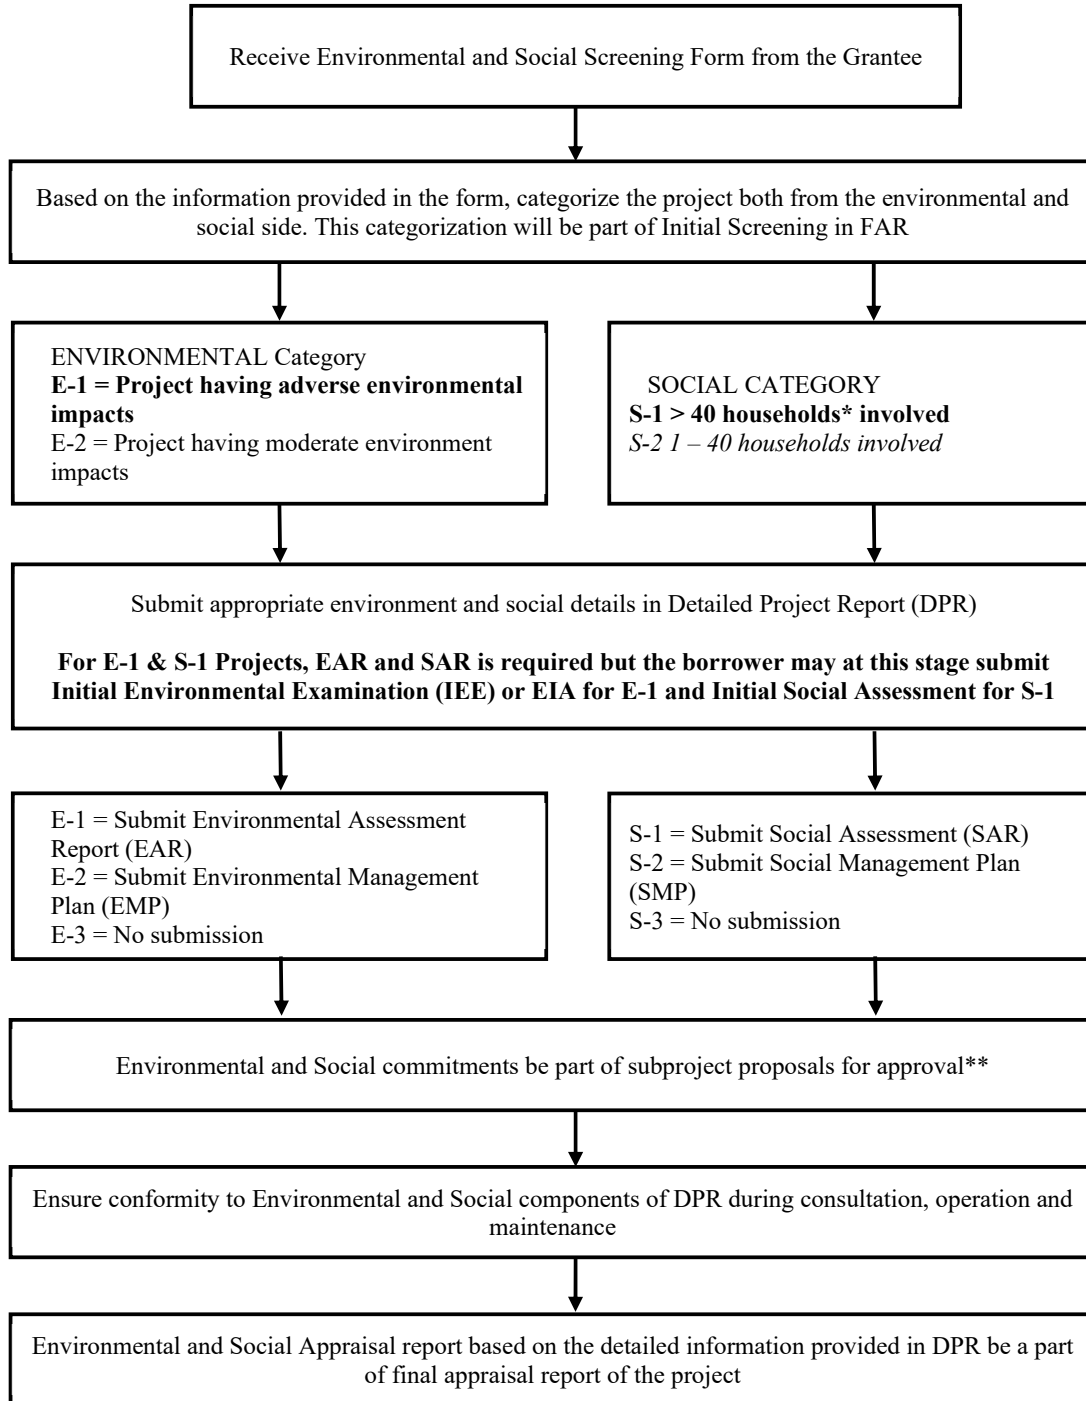 Receive Environmental and Social Screening Form from the Grantee
Based on the information provided in the form, categorize the project both from the environmental and
social side. This categorization will be part of Initial Screening in FAR
ENVIRONMENTAL Category
E-1 = Project having adverse environmental
impacts
E-2 = Project having moderate environment
impacts
SOCIAL CATEGORY
S-1 > 40 households* involved
S-2 1 – 40 households involved
Submit appropriate environment and social details in Detailed Project Report (DPR)
For E-1 & S-1 Projects, EAR and SAR is required but the borrower may at this stage submit
Initial Environmental Examination (IEE) or EIA for E-1 and Initial Social Assessment for S-1
E-1 = Submit Environmental Assessment
Report (EAR)
E-2 = Submit Environmental Management
Plan (EMP)
E-3 = No submission
S-1 = Submit Social Assessment (SAR)
S-2 = Submit Social Management Plan
(SMP)
S-3 = No submission
Environmental and Social commitments be part of subproject proposals for approval**
Ensure conformity to Environmental and Social components of DPR during consultation, operation and
maintenance
Environmental and Social Appraisal report based on the detailed information provided in DPR be a part
of final appraisal report of the project